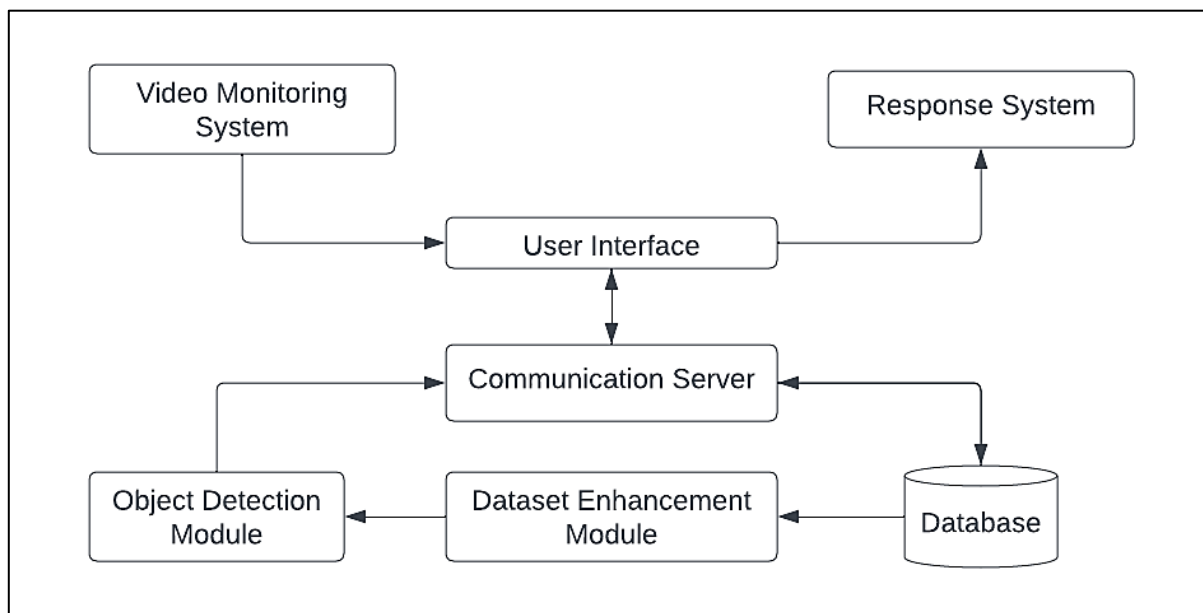 Video Monitoring
System
Response System
User Interface
Communication Server
Object Detection
Module
Dataset Enhancement
Module
Database